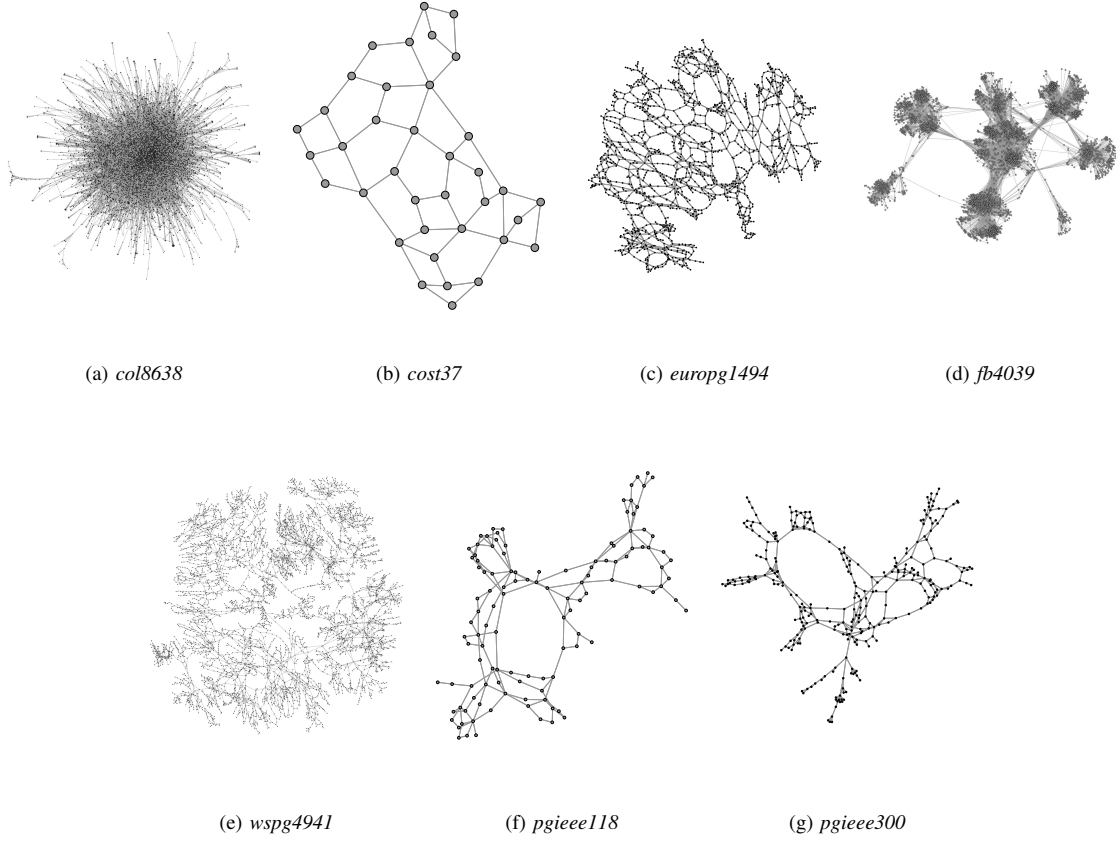 (a) col8638
(b) cost37
(c) europg1494
(d) fb4039
(e) wspg4941
(f) pgieee118
(g) pgieee300